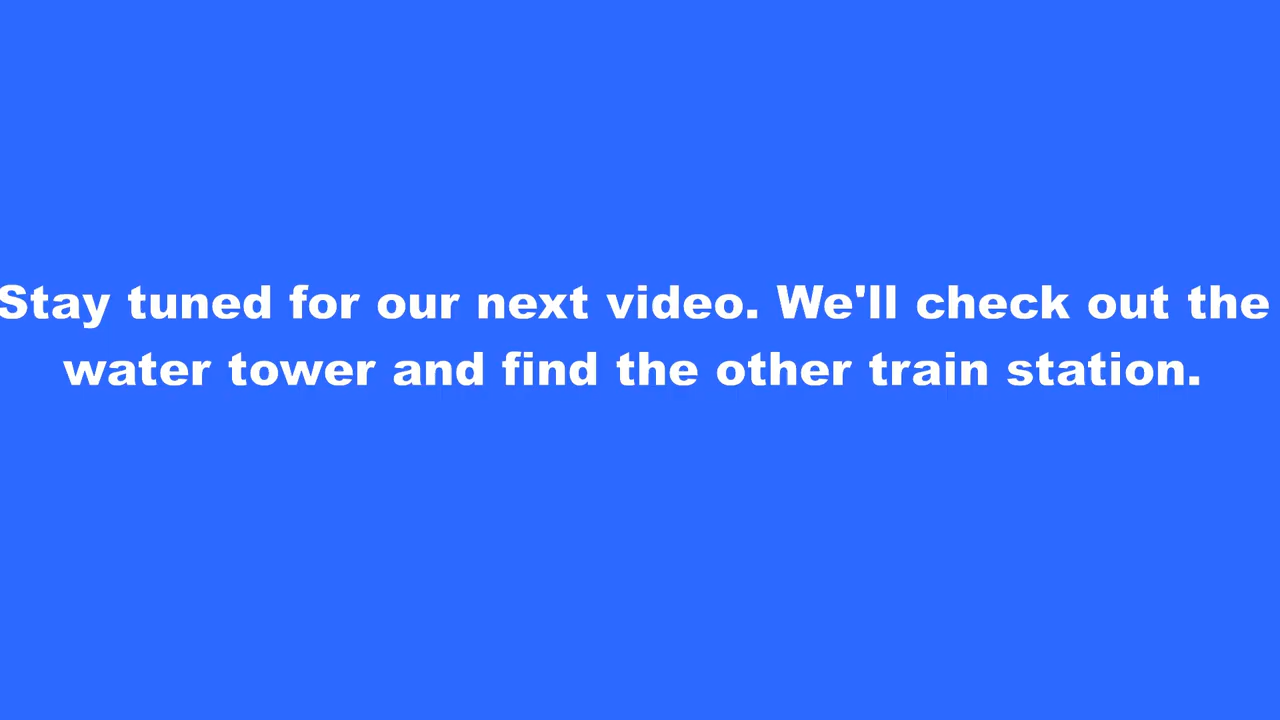 Stay tuned for our next video. We'll check out the
water tower and find the other train station.